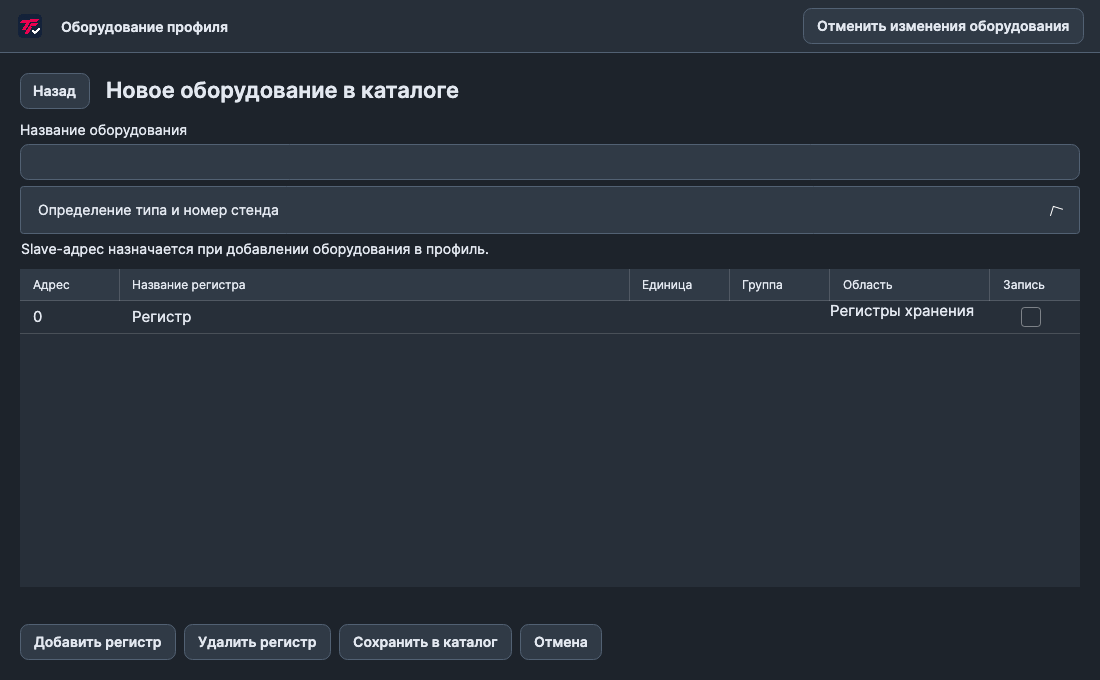 Оборудование профиля
Отменить изменения оборудования
Назад
Новое оборудование в каталоге
Название оборудования
Определение типа и номер стенда
Slave-адрес назначается при добавлении оборудования в профиль.
Адрес Название регистра Единица Группа Область Запись
0 Регистр Регистры хранения
Добавить регистр Удалить регистр Сохранить в каталог Отмена